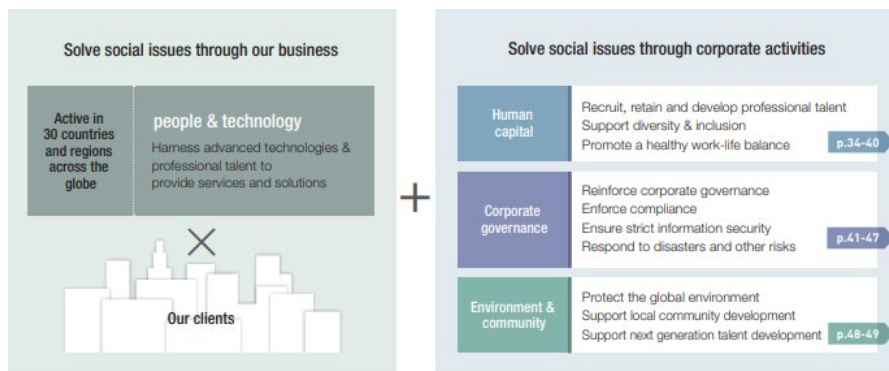 Solve social issues through our business
Active in
30 countries
and regions
across the
globe
people & technology
Harness advanced technologies &
professional talent to
provide services and solutions
×
Our clients
+
Solve social issues through corporate activities
Human
capital
Recruit, retain and develop professional talent
Support diversity & inclusion
Promote a healthy work-life balance
p.34-40
Corporate
governance
Reinforce corporate governance
Enforce compliance
Ensure strict information security
Respond to disasters and other risks
p.41-47
Environment &
community
Protect the global environment
Support local community development
Support next generation talent development
p.48-49